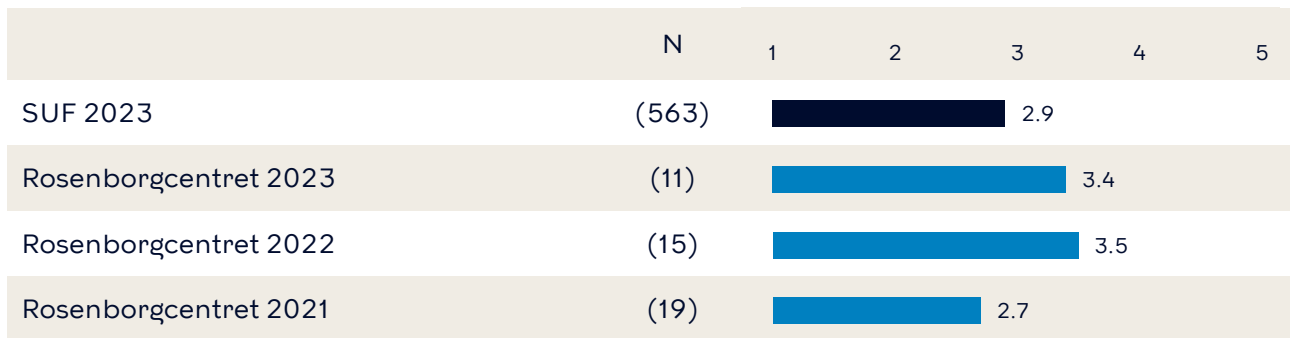 N 1 2 3 4 5
SUF 2023 (563) 2.9
Rosenborgcentret 2023 (11) 3.4
Rosenborgcentret 2022 (15) 3.5
Rosenborgcentret 2021 (19) 2.7